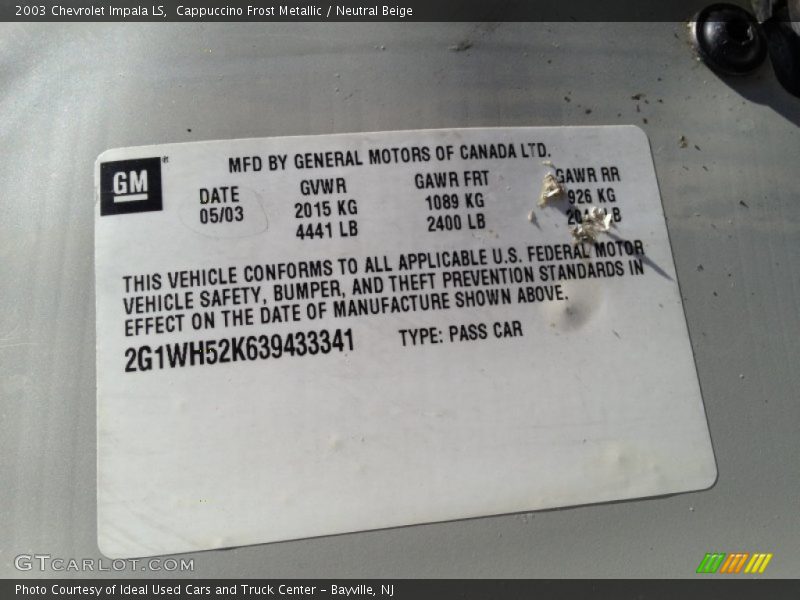 2003 Chevrolet Impala LS,  Cappuccino Frost Metallic / Neutral Beige
GM
MFD BY GENERAL MOTORS OF CANADA LTD.
DATE GVWR GAWR FRT GAWR RR
05/03 2015 KG 1089 KG 926 KG
4441 LB 2400 LB LB
THIS VEHICLE CONFORMS TO ALL APPLICABLE U.S. FEDERAL MOTOR
VEHICLE SAFETY, BUMPER, AND THEFT PREVENTION STANDARDS IN
EFFECT ON THE DATE OF MANUFACTURE SHOWN ABOVE.
2G1WH52K639433341 TYPE: PASS CAR
GTCARLOT.COM
Photo Courtesy of Ideal Used Cars and Truck Center – Bayville, NJ